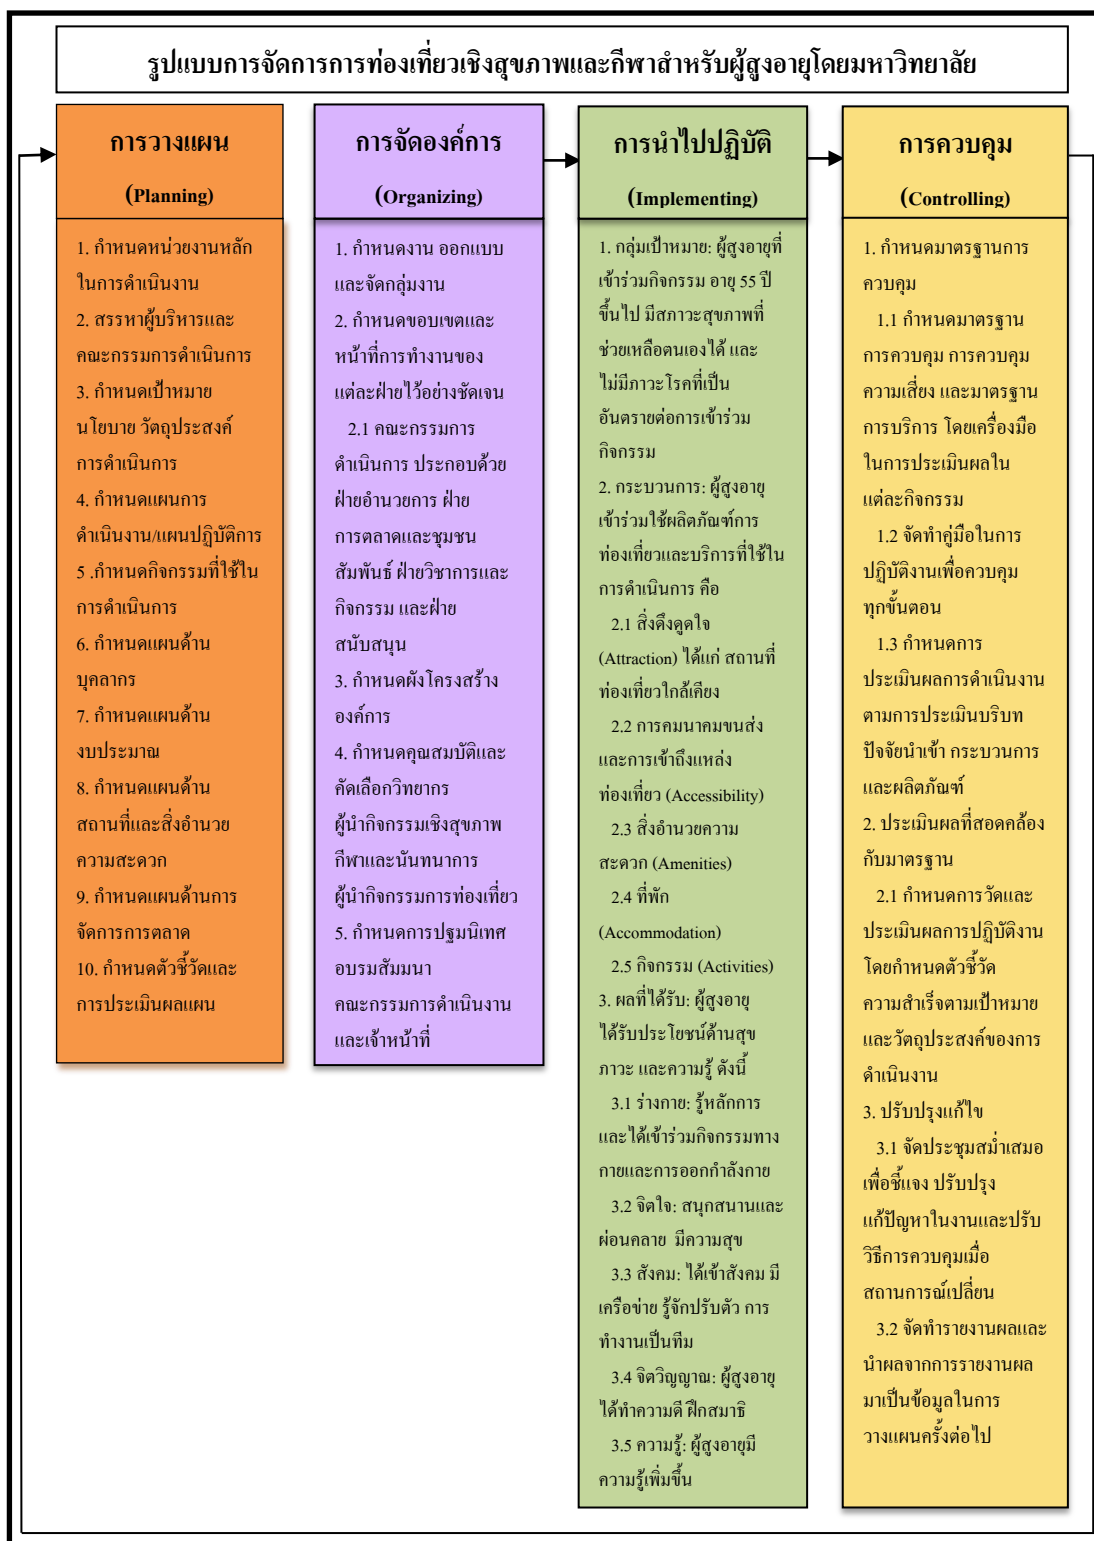 รูปแบบการจัดการการท่องเที่ยวเชิงสุขภาพและกีฬาสำหรับผู้สูงอายุโดยมหาวิทยาลัย
การวางแผน
(Planning)
1. กำหนดหน่วยงานหลัก
ในการดำเนินงาน
2. สรรหาผู้บริหารและ
คณะกรรมการดำเนินการ
3. กำหนดเป้าหมาย
นโยบาย วัตถุประสงค์
การดำเนินการ
4. กำหนดแผนการ
ดำเนินงาน/แผนปฏิบัติการ
5 .กำหนดกิจกรรมที่ใช้ใน
การดำเนินการ
6. กำหนดแผนด้าน
บุคลากร
7. กำหนดแผนด้าน
งบประมาณ
8. กำหนดแผนด้าน
สถานที่และสิ่งอำนวย
ความสะดวก
9. กำหนดแผนด้านการ
จัดการการตลาด
10. กำหนดตัวชี้วัดและ
การประเมินผลแผน
การจัดองค์การ
(Organizing)
1. กำหนดงาน ออกแบบ
และจัดกลุ่มงาน
2. กำหนดขอบเขตและ
หน้าที่การทำงานของ
แต่ละฝ่ายไว้อย่างชัดเจน
2.1 คณะกรรมการ
ดำเนินการ ประกอบด้วย
ฝ่ายอำนวยการ ฝ่าย
การตลาดและชุมชน
สัมพันธ์ ฝ่ายวิชาการและ
กิจกรรม และฝ่าย
สนับสนุน
3. กำหนดผังโครงสร้าง
องค์การ
4. กำหนดคุณสมบัติและ
คัดเลือกวิทยากร
ผู้นำกิจกรรมเชิงสุขภาพ
กีฬาและนันทนาการ
ผู้นำกิจกรรมการท่องเที่ยว
5. กำหนดการปฐมนิเทศ
อบรมสัมมนา
คณะกรรมการดำเนินงาน
และเจ้าหน้าที่
การนำไปปฏิบัติ
(Implementing)
1. กลุ่มเป้าหมาย: ผู้สูงอายุที่
เข้าร่วมกิจกรรม อายุ 55 ปี
ขึ้นไป มีสภาวะสุขภาพที่
ช่วยเหลือตนเองได้ และ
ไม่มีภาวะโรคที่เป็น
อันตรายต่อการเข้าร่วม
กิจกรรม
2. กระบวนการ: ผู้สูงอายุ
เข้าร่วมใช้ผลิตภัณฑ์การ
ท่องเที่ยวและบริการที่ใช้ใน
การดำเนินการ คือ
2.1 สิ่งดึงดูดใจ
(Attraction) ได้แก่ สถานที่
ท่องเที่ยวใกล้เคียง
2.2 การคมนาคมขนส่ง
และการเข้าถึงแหล่ง
ท่องเที่ยว (Accessibility)
2.3 สิ่งอำนวยความ
สะดวก (Amenities)
2.4 ที่พัก
(Accommodation)
2.5 กิจกรรม (Activities)
3. ผลที่ได้รับ: ผู้สูงอายุ
ได้รับประโยชน์ด้านสุข
ภาวะ และความรู้ ดังนี้
3.1 ร่างกาย: รู้หลักการ
และได้เข้าร่วมกิจกรรมทาง
กายและการออกกำลังกาย
3.2 จิตใจ: สนุกสนานและ
ผ่อนคลาย มีความสุข
3.3 สังคม: ได้เข้าสังคม มี
เครือข่าย รู้จักปรับตัว การ
ทำงานเป็นทีม
3.4 จิตวิญญาณ: ผู้สูงอายุ
ได้ทำความดี ฝึกสมาธิ
3.5 ความรู้: ผู้สูงอายุมี
ความรู้เพิ่มขึ้น
การควบคุม
(Controlling)
1. กำหนดมาตรฐานการ
ควบคุม
1.1 กำหนดมาตรฐาน
การควบคุม การควบคุม
ความเสี่ยง และมาตรฐาน
การบริการ โดยเครื่องมือ
ในการประเมินผลใน
แต่ละกิจกรรม
1.2 จัดทำคู่มือในการ
ปฏิบัติงานเพื่อควบคุม
ทุกขั้นตอน
1.3 กำหนดการ
ประเมินผลการดำเนินงาน
ตามการประเมินบริบท
ปัจจัยนำเข้า กระบวนการ
และผลิตภัณฑ์
2. ประเมินผลที่สอดคล้อง
กับมาตรฐาน
2.1 กำหนดการวัดและ
ประเมินผลการปฏิบัติงาน
โดยกำหนดตัวชี้วัด
ความสำเร็จตามเป้าหมาย
และวัตถุประสงค์ของการ
ดำเนินงาน
3. ปรับปรุงแก้ไข
3.1 จัดประชุมสม่ำเสมอ
เพื่อชี้แจง ปรับปรุง
แก้ปัญหาในงานและปรับ
วิธีการควบคุมเมื่อ
สถานการณ์เปลี่ยน
3.2 จัดทำรายงานผลและ
นำผลจากการรายงานผล
มาเป็นข้อมูลในการ
วางแผนครั้งต่อไป